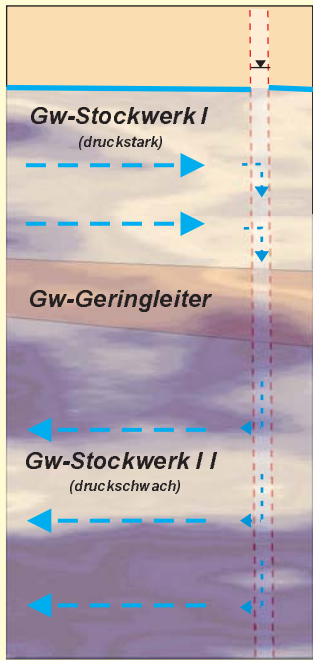 Gw-Stockwerk I
(druckstark)
Gw-Geringleiter
Gw-Stockwerk I I
(druckschwach)